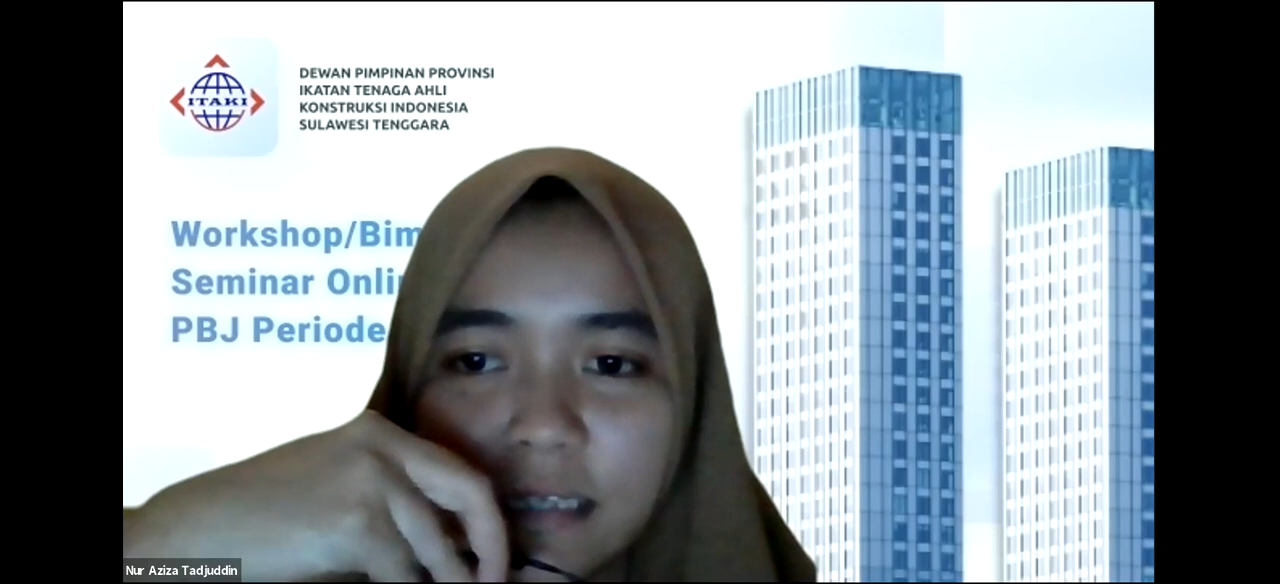 ITAKI
DEWAN PIMPINAN PROVINSI
IKATAN TENAGA AHLI
KONSTRUKSI INDONESIA
SULAWESI TENGGARA
Workshop/Bim
Seminar Onlin
PBJ Periode
Nur Aziza Tadjuddin